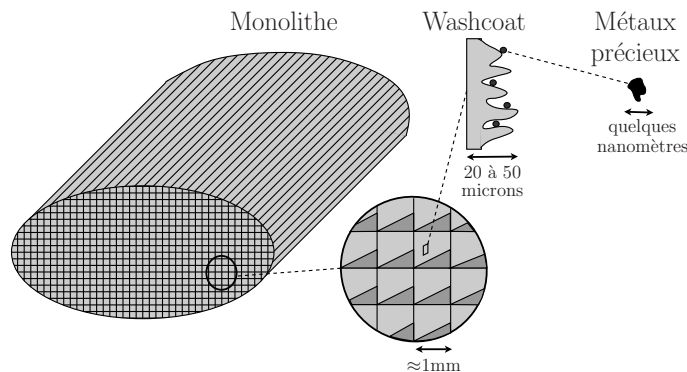 Monolithe
Washcoat
Métaux
précieux
quelques
nanomètres
20 à 50
microns
≈1mm